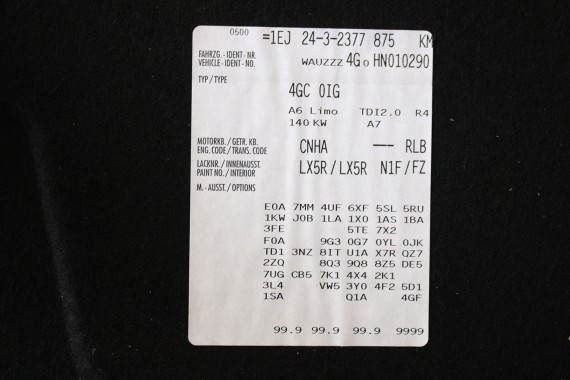 0500
=1EJ 24-3-2377 875 KM
FAHRZG.-IDENT-NR. VEHICLE-IDENT-NO. WAUZZZ 4G0 HN010290
TYP/TYPE
4GC 0IG
A6 Limo TDI2.0 R4
140 KW A7
MOTORKB./GETR. KB. ENG. CODE/TRANS. CODE CNHA --- RLB
LACKNR./INNENAUSST. PAINT NO./INTERIOR LX5R/LX5R N1F/FZ
M.-AUSST./OPTIONS
E0A 7MM 4UF 6XF 5SL 5RU
1KW J0B 1LA 1X0 1AS 1BA
3FE 5TE 7X2
F0A 9G3 0G7 0YL 0JK
TD1 3NZ 8IT U1A X7R QZ7
2ZQ 8Q3 9Q8 8Z5 DE5
7UG CB5 7K1 4X4 2K1
3L4 VW5 3Y0 4F2 5D1
1SA Q1A 4GF
99.9 99.9 99.9 9999